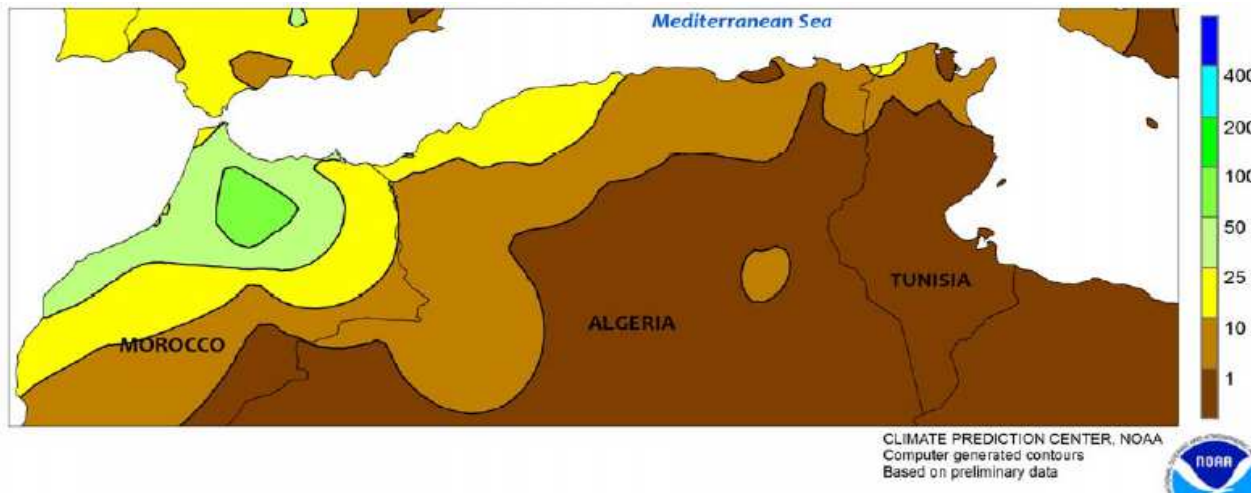 Mediterranean Sea
400
200
100
50
25
10
1
TUNISIA
ALGERIA
MOROCCO
CLIMATE PREDICTION CENTER, NOAA
Computer generated contours
Based on preliminary data
NOAA